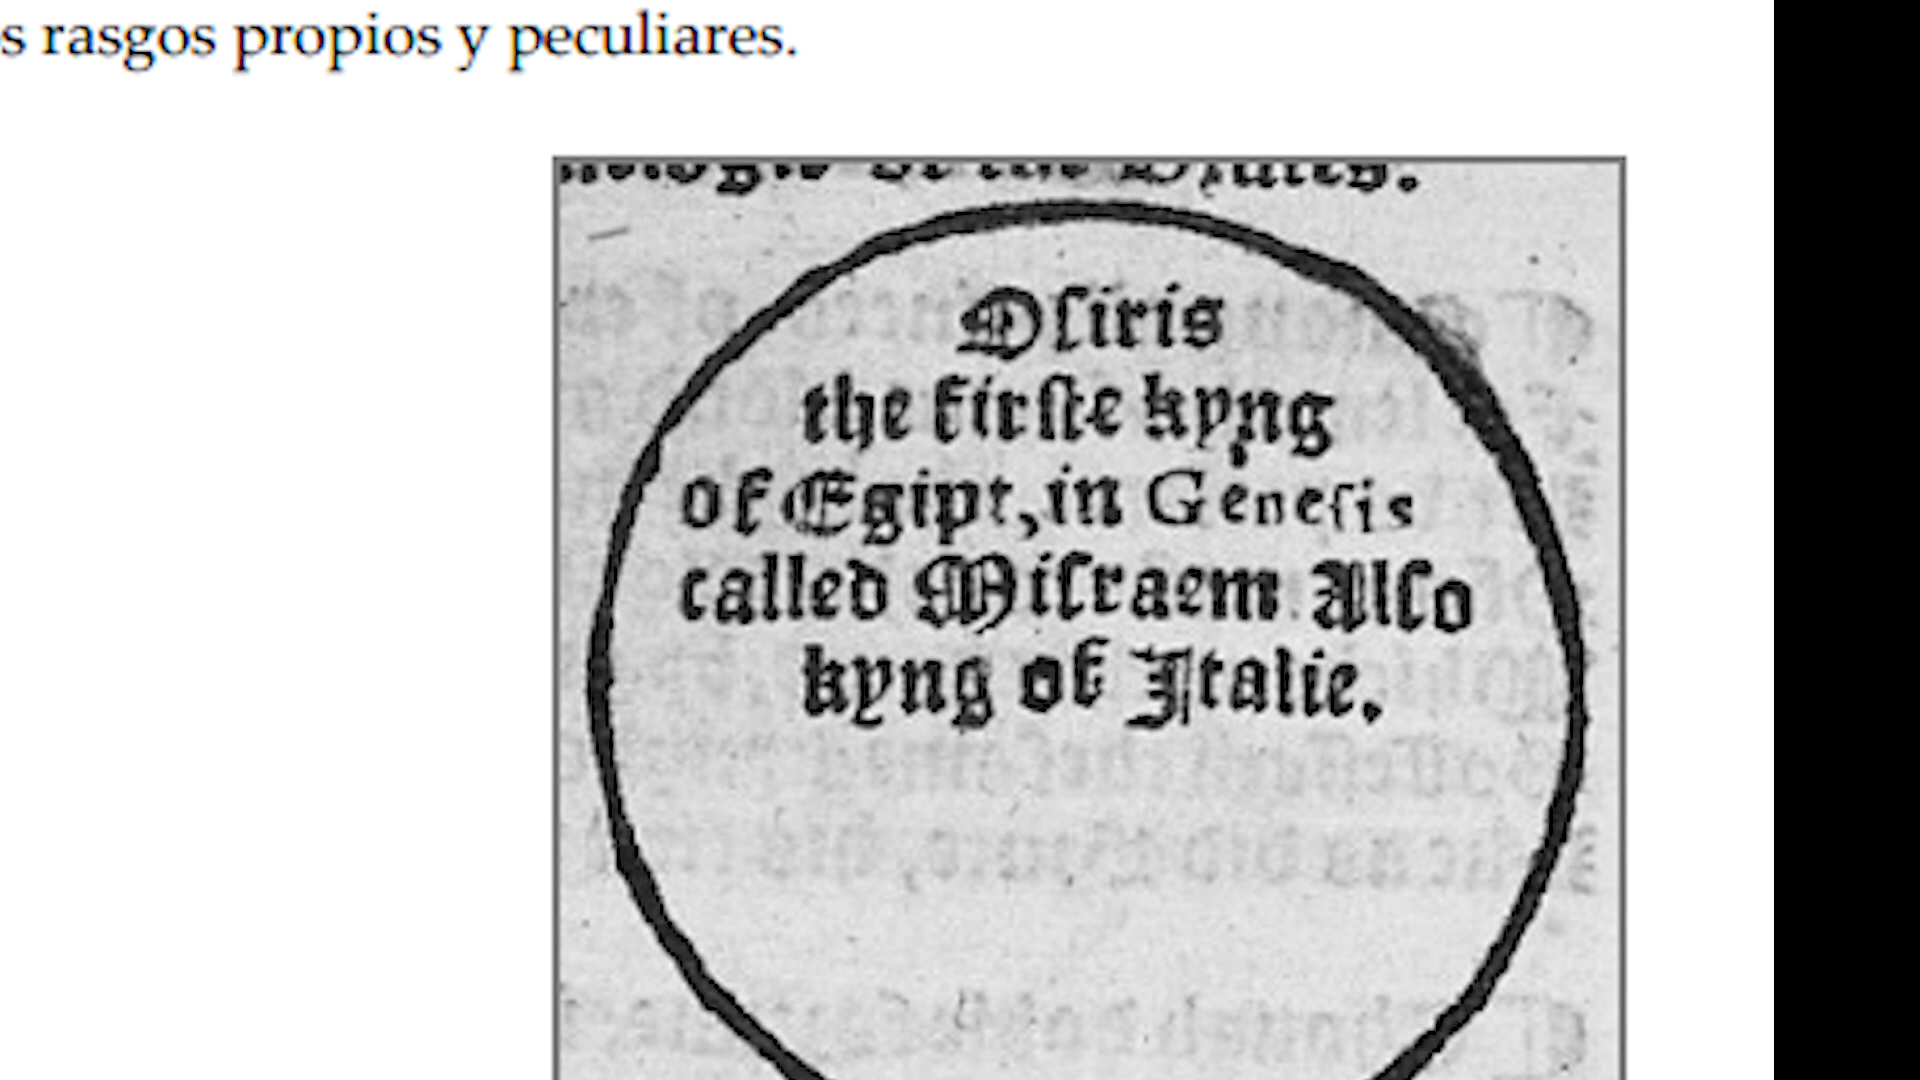 s rasgos propios y peculiares.
Oſiris
the firſte kyng
of Egipt, in Geneſis
called Miſraem Alſo
kyng of Italie.